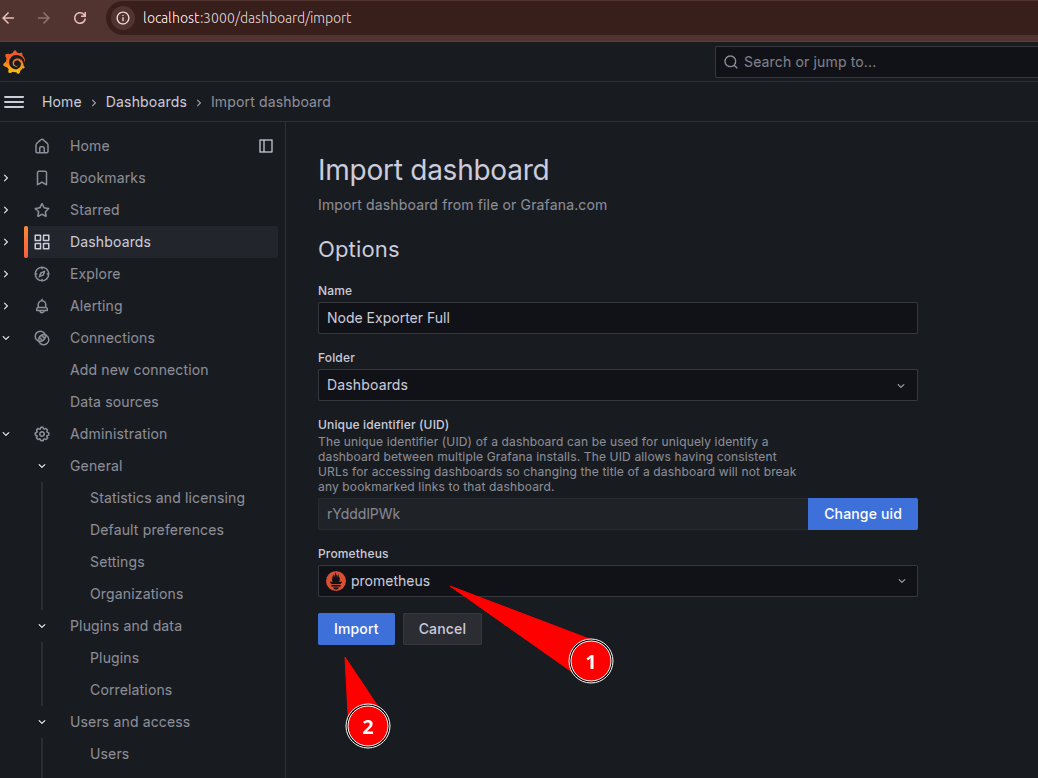 localhost:3000/dashboard/import
Search or jump to...
Home › Dashboards › Import dashboard
Home
Bookmarks
Starred
Dashboards
Explore
Alerting
Connections
Add new connection
Data sources
Administration
General
Statistics and licensing
Default preferences
Settings
Organizations
Plugins and data
Plugins
Correlations
Users and access
Users
Import dashboard
Import dashboard from file or Grafana.com
Options
Name
Node Exporter Full
Folder
Dashboards
Unique identifier (UID)
The unique identifier (UID) of a dashboard can be used for uniquely identify a
dashboard between multiple Grafana installs. The UID allows having consistent
URLs for accessing dashboards so changing the title of a dashboard will not break
any bookmarked links to that dashboard.
rYdddlPWk
Change uid
Prometheus
prometheus
Import
Cancel
1
2